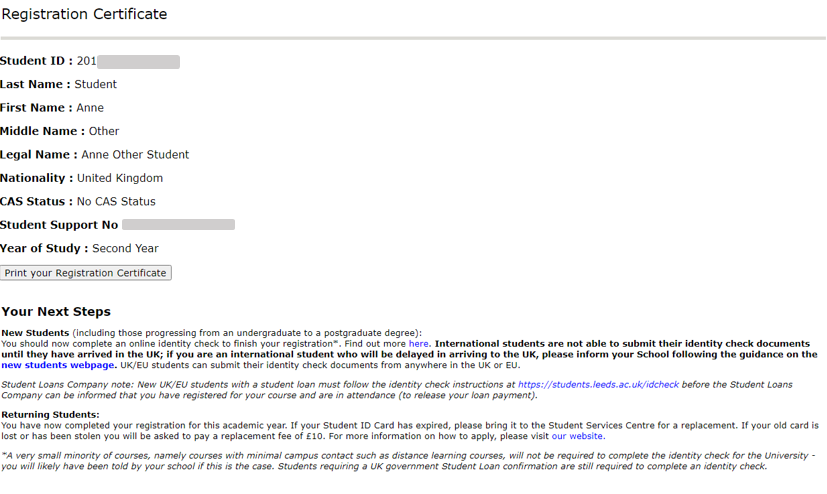 Registration Certificate
Student ID : 201
Last Name : Student
First Name : Anne
Middle Name : Other
Legal Name : Anne Other Student
Nationality : United Kingdom
CAS Status : No CAS Status
Student Support No
Year of Study : Second Year
Print your Registration Certificate
Your Next Steps
New Students (including those progressing from an undergraduate to a postgraduate degree):
You should now complete an online identity check to finish your registration*. Find out more here. International students are not able to submit their identity check documents
until they have arrived in the UK; if you are an international student who will be delayed in arriving to the UK, please inform your School following the guidance on the
new students webpage. UK/EU students can submit their identity check documents from anywhere in the UK or EU.
Student Loans Company note: New UK/EU students with a student loan must follow the identity check instructions at https://students.leeds.ac.uk/idcheck before the Student Loans
Company can be informed that you have registered for your course and are in attendance (to release your loan payment).
Returning Students:
You have now completed your registration for this academic year. If your Student ID Card has expired, please bring it to the Student Services Centre for a replacement. If your old card is
lost or has been stolen you will be asked to pay a replacement fee of £10. For more information on how to apply, please visit our website.
*A very small minority of courses, namely courses with minimal campus contact such as distance learning courses, will not be required to complete the identity check for the University -
you will likely have been told by your school if this is the case. Students requiring a UK government Student Loan confirmation are still required to complete an identity check.